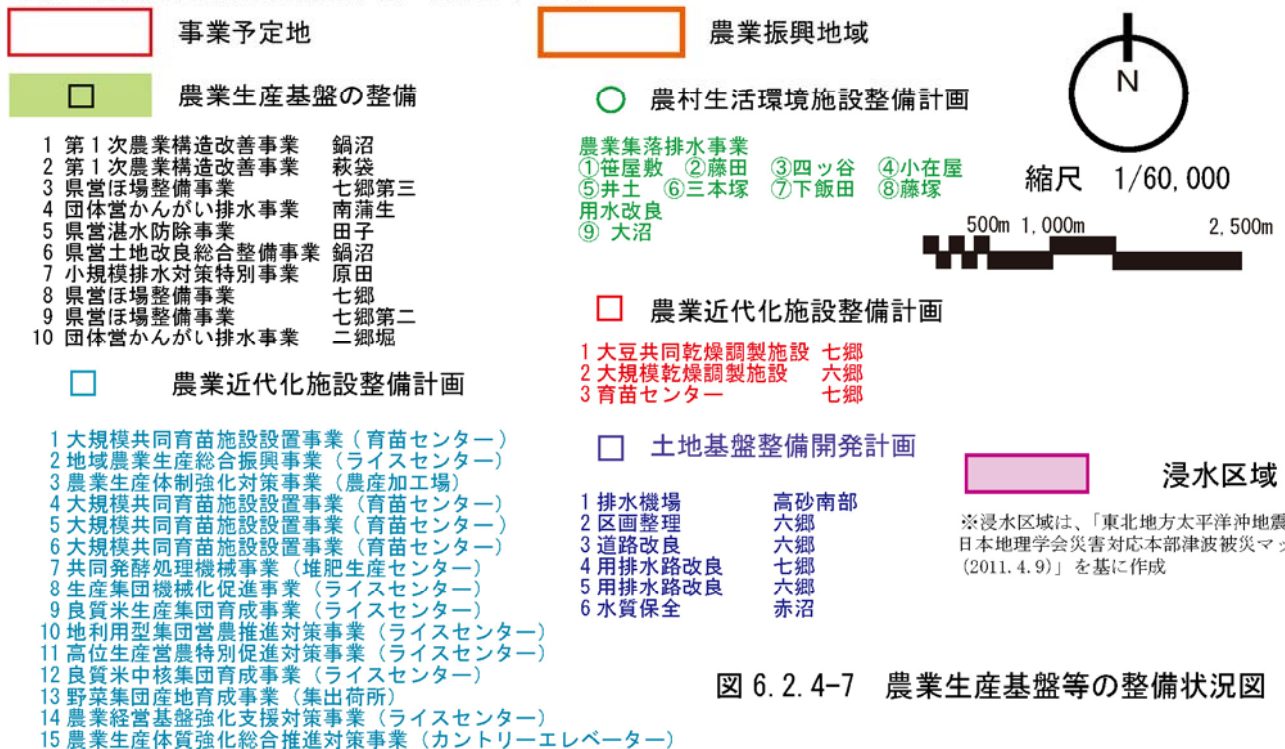 事業予定地
農業振興地域
農業生産基盤の整備
1 第1次農業構造改善事業 鍋沼
2 第1次農業構造改善事業 萩袋
3 県営ほ場整備事業 七郷第三
4 団体営かんがい排水事業 南蒲生
5 県営湛水防除事業 田子
6 県営土地改良総合整備事業 鍋沼
7 小規模排水対策特別事業 原田
8 県営ほ場整備事業 七郷
9 県営ほ場整備事業 七郷第二
10 団体営かんがい排水事業 二郷堀
農業近代化施設整備計画
1 大規模共同育苗施設設置事業(育苗センター)
2 地域農業生産総合振興事業(ライスセンター)
3 農業生産体制強化対策事業(農産加工場)
4 大規模共同育苗施設設置事業(育苗センター)
5 大規模共同育苗施設設置事業(育苗センター)
6 大規模共同育苗施設設置事業(育苗センター)
7 共同発酵処理機械事業(堆肥生産センター)
8 生産集団機械化促進事業(ライスセンター)
9 良質米生産集団育成事業(ライスセンター)
10 地利用型集団営農推進対策事業(ライスセンター)
11 高位生産営農特別促進対策事業(ライスセンター)
12 良質米中核集団育成事業(ライスセンター)
13 野菜集団産地育成事業(集出荷所)
14 農業経営基盤強化支援対策事業(ライスセンター)
15 農業生産体質強化総合推進対策事業(カントリーエレベーター)
農村生活環境施設整備計画
農業集落排水事業
①笹屋敷 ②藤田 ③四ッ谷 ④小在屋
⑤井土 ⑥三本塚 ⑦下飯田 ⑧藤塚
用水改良
⑨ 大沼
農業近代化施設整備計画
1 大豆共同乾燥調製施設 七郷
2 大規模乾燥調製施設 六郷
3 育苗センター 七郷
土地基盤整備開発計画
1 排水機場 高砂南部
2 区画整理 六郷
3 道路改良 六郷
4 用排水路改良 七郷
5 用排水路改良 六郷
6 水質保全 赤沼
N
縮尺 1/60,000
500m 1,000m 2,500m
浸水区域
※浸水区域は、「東北地方太平洋沖地震
日本地理学会災害対応本部津波被災マッ
(2011.4.9)」を基に作成
図 6.2.4-7 農業生産基盤等の整備状況図